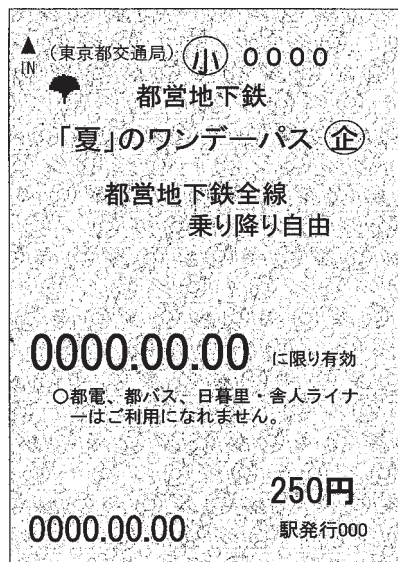 ▲ (東京都交通局) 小 0000
IN
都営地下鉄
「夏」のワンデーパス 企
都営地下鉄全線
乗り降り自由
0000.00.00 に限り有効
○都電、都バス、日暮里・舎人ライナ
ーはご利用になれません。
250円
0000.00.00 駅発行000